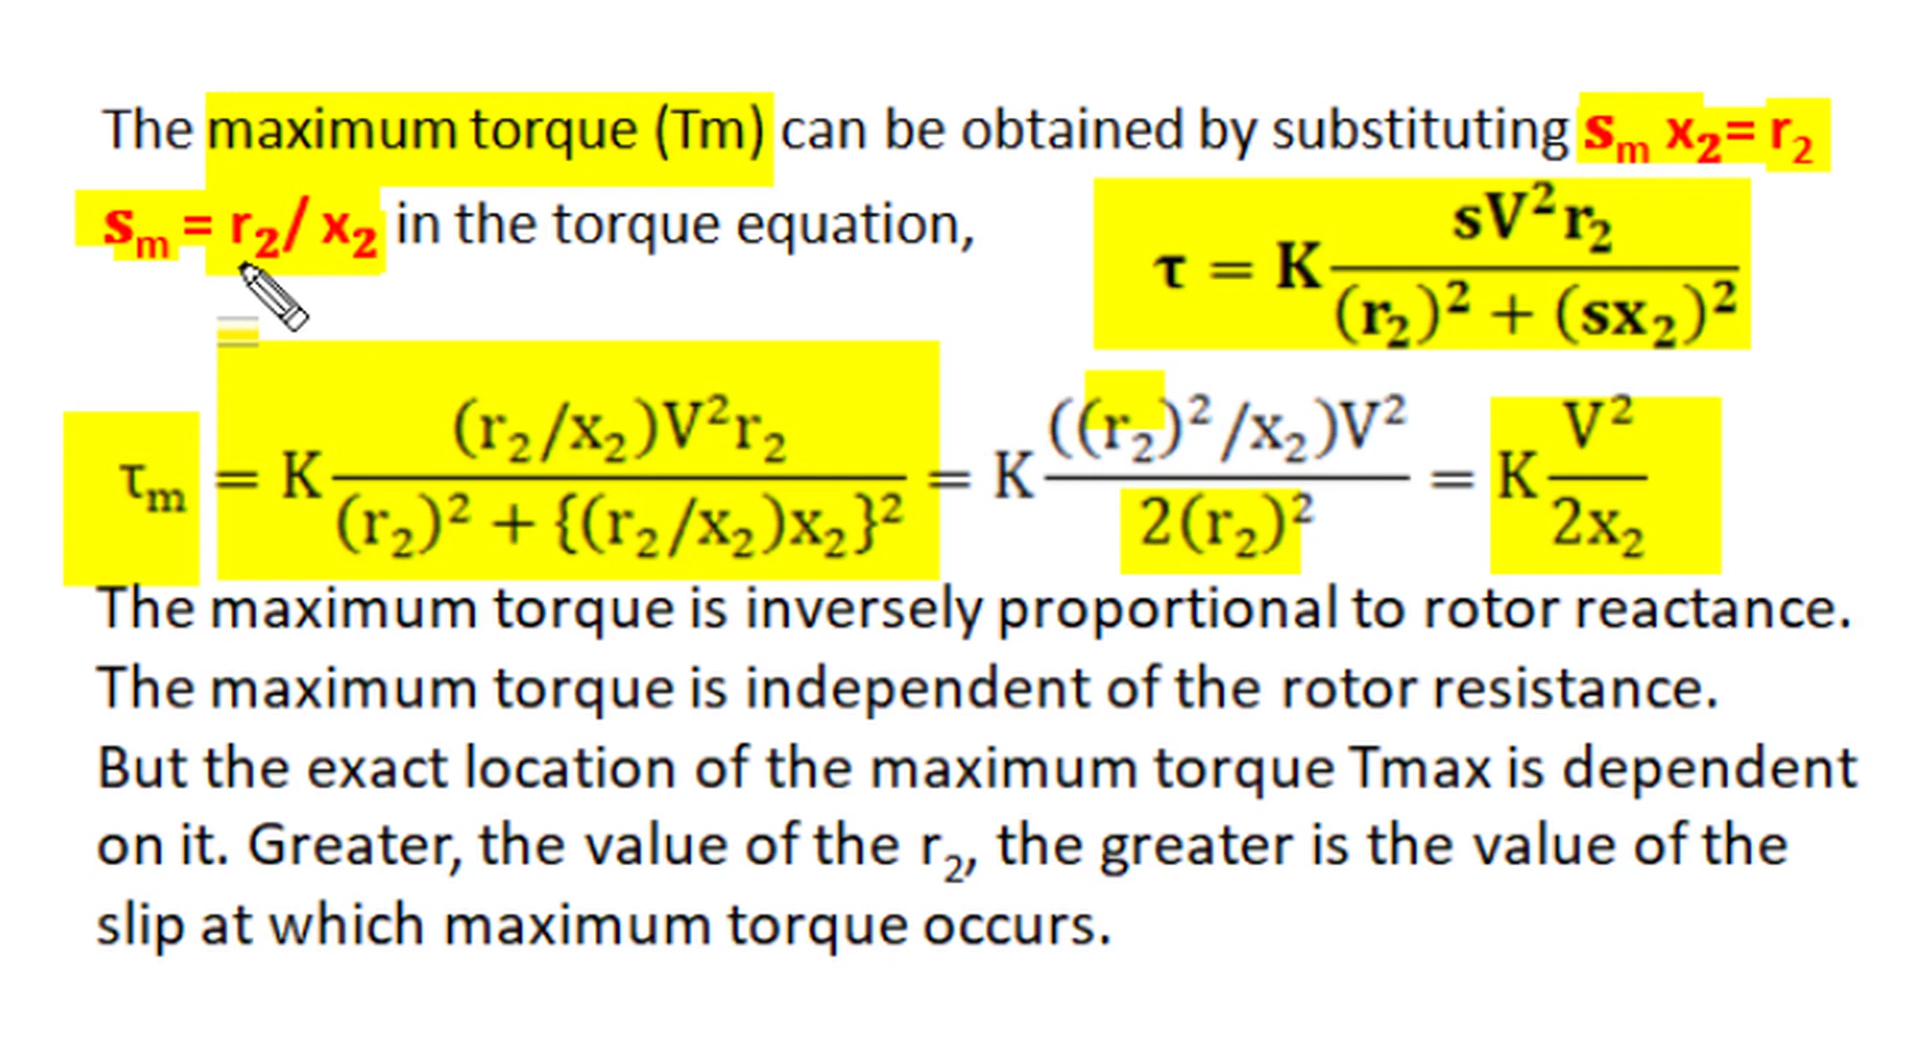 The maximum torque (Tm) can be obtained by substituting sₘ x₂= r₂
sₘ = r₂/ x₂ in the torque equation,
τ = K sV²r₂ / (r₂)² + (sx₂)²
τₘ = K (r₂/x₂)V²r₂ / (r₂)² + {(r₂/x₂)x₂}² = K ((r₂)²/x₂)V² / 2(r₂)² = K V² / 2x₂
The maximum torque is inversely proportional to rotor reactance.
The maximum torque is independent of the rotor resistance.
But the exact location of the maximum torque Tmax is dependent
on it. Greater, the value of the r₂, the greater is the value of the
slip at which maximum torque occurs.